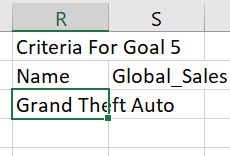 R S
Criteria For Goal 5
Name Global_Sales
Grand Theft Auto